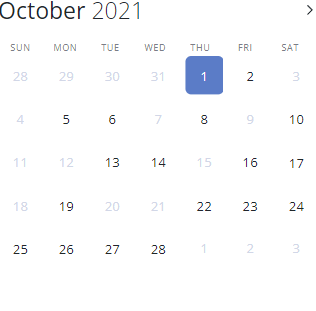 October 2021 >
SUN MON TUE WED THU FRI SAT
28 29 30 31 1 2 3
4 5 6 7 8 9 10
11 12 13 14 15 16 17
18 19 20 21 22 23 24
25 26 27 28 1 2 3